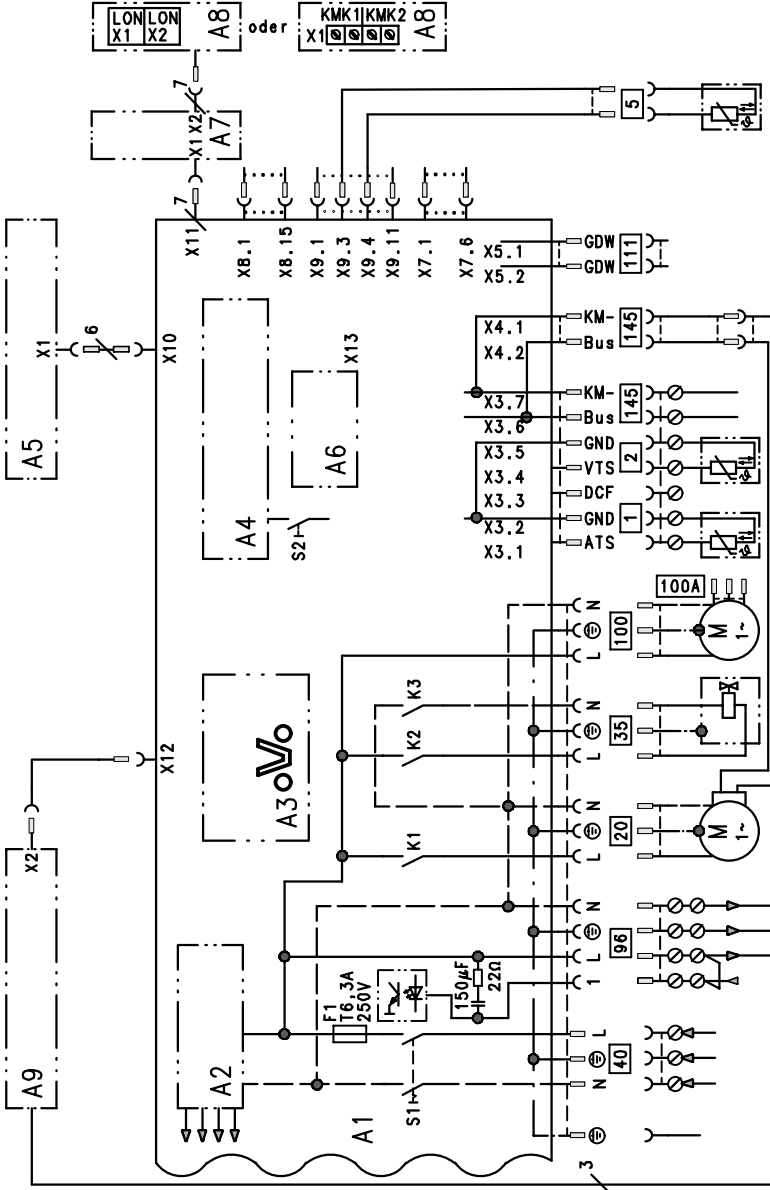 LON LON
X1 X2
A8
oder
KMK1 KMK2
X1
A8
7
X1 X2
A7
7
X11
X8.1
X8.15
X9.1
X9.3
X9.4
X9.11
X7.1
X7.6
5
ϑ
A5
X1
6
X10
A4
S2
A6
X13
X5.1
X5.2
GDW
GDW
111
X4.1
X4.2
KM-
Bus
145
X3.7
X3.6
X3.5
X3.4
X3.3
X3.2
X3.1
KM-
Bus
GND
VTS
DCF
GND
ATS
145
2
1
ϑ
ϑ
X12
A3
A9
X2
A2
A1
F1
T6,3A
250V
S1
150µF
22Ω
K1
K2
K3
N
L
100
100A
M
1~
N
L
35
N
L
20
M
1~
N
L
1
96
L
N
40
3